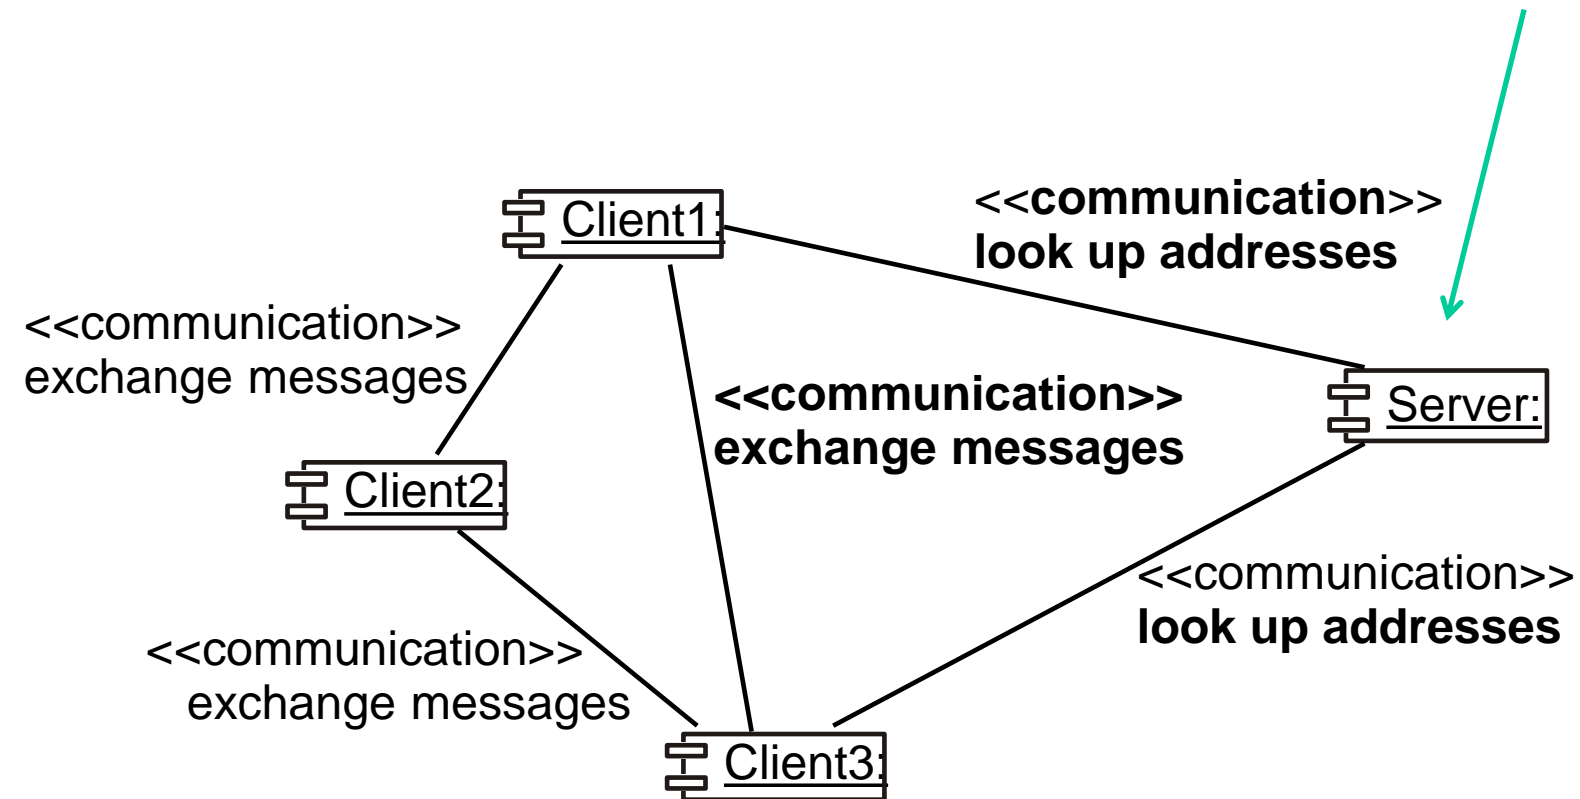 <<communication>>
look up addresses
Client1:
<<communication>>
exchange messages
<<communication>>
exchange messages
Server:
Client2:
<<communication>>
look up addresses
<<communication>>
exchange messages
Client3: